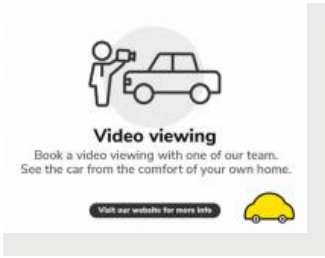 Video viewing
Book a video viewing with one of our team.
See the car from the comfort of your own home.
Visit our website for more info